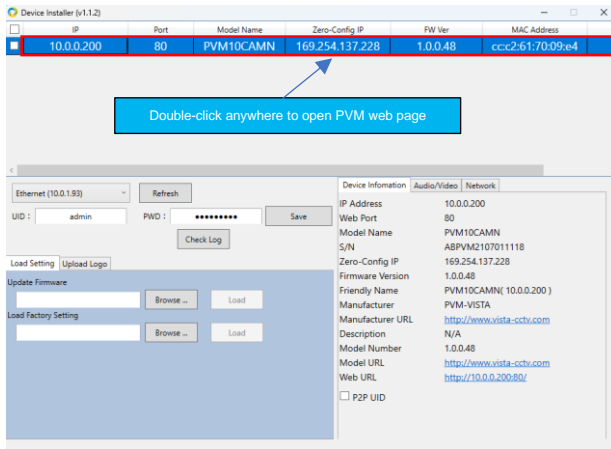 Device Installer (v1.1.2)
IP Port Model Name Zero-Config IP FW Ver MAC Address
10.0.0.200 80 PVM10CAMN 169.254.137.228 1.0.0.48 cc:c2:61:70:09:e4
Double-click anywhere to open PVM web page
Ethernet (10.0.1.93) Refresh
UID : admin PWD : ●●●●●●●●● Save
Check Log
Load Setting Upload Logo
Update Firmware
Browse ... Load
Load Factory Setting
Browse ... Load
Device Infomation Audio/Video Network
IP Address 10.0.0.200
Web Port 80
Model Name PVM10CAMN
S/N ABPVM2107011118
Zero-Config IP 169.254.137.228
Firmware Version 1.0.0.48
Friendly Name PVM10CAMN( 10.0.0.200 )
Manufacturer PVM-VISTA
Manufacturer URL http://www.vista-cctv.com
Description N/A
Model Number 1.0.0.48
Model URL http://www.vista-cctv.com
Web URL http://10.0.0.200:80/
P2P UID